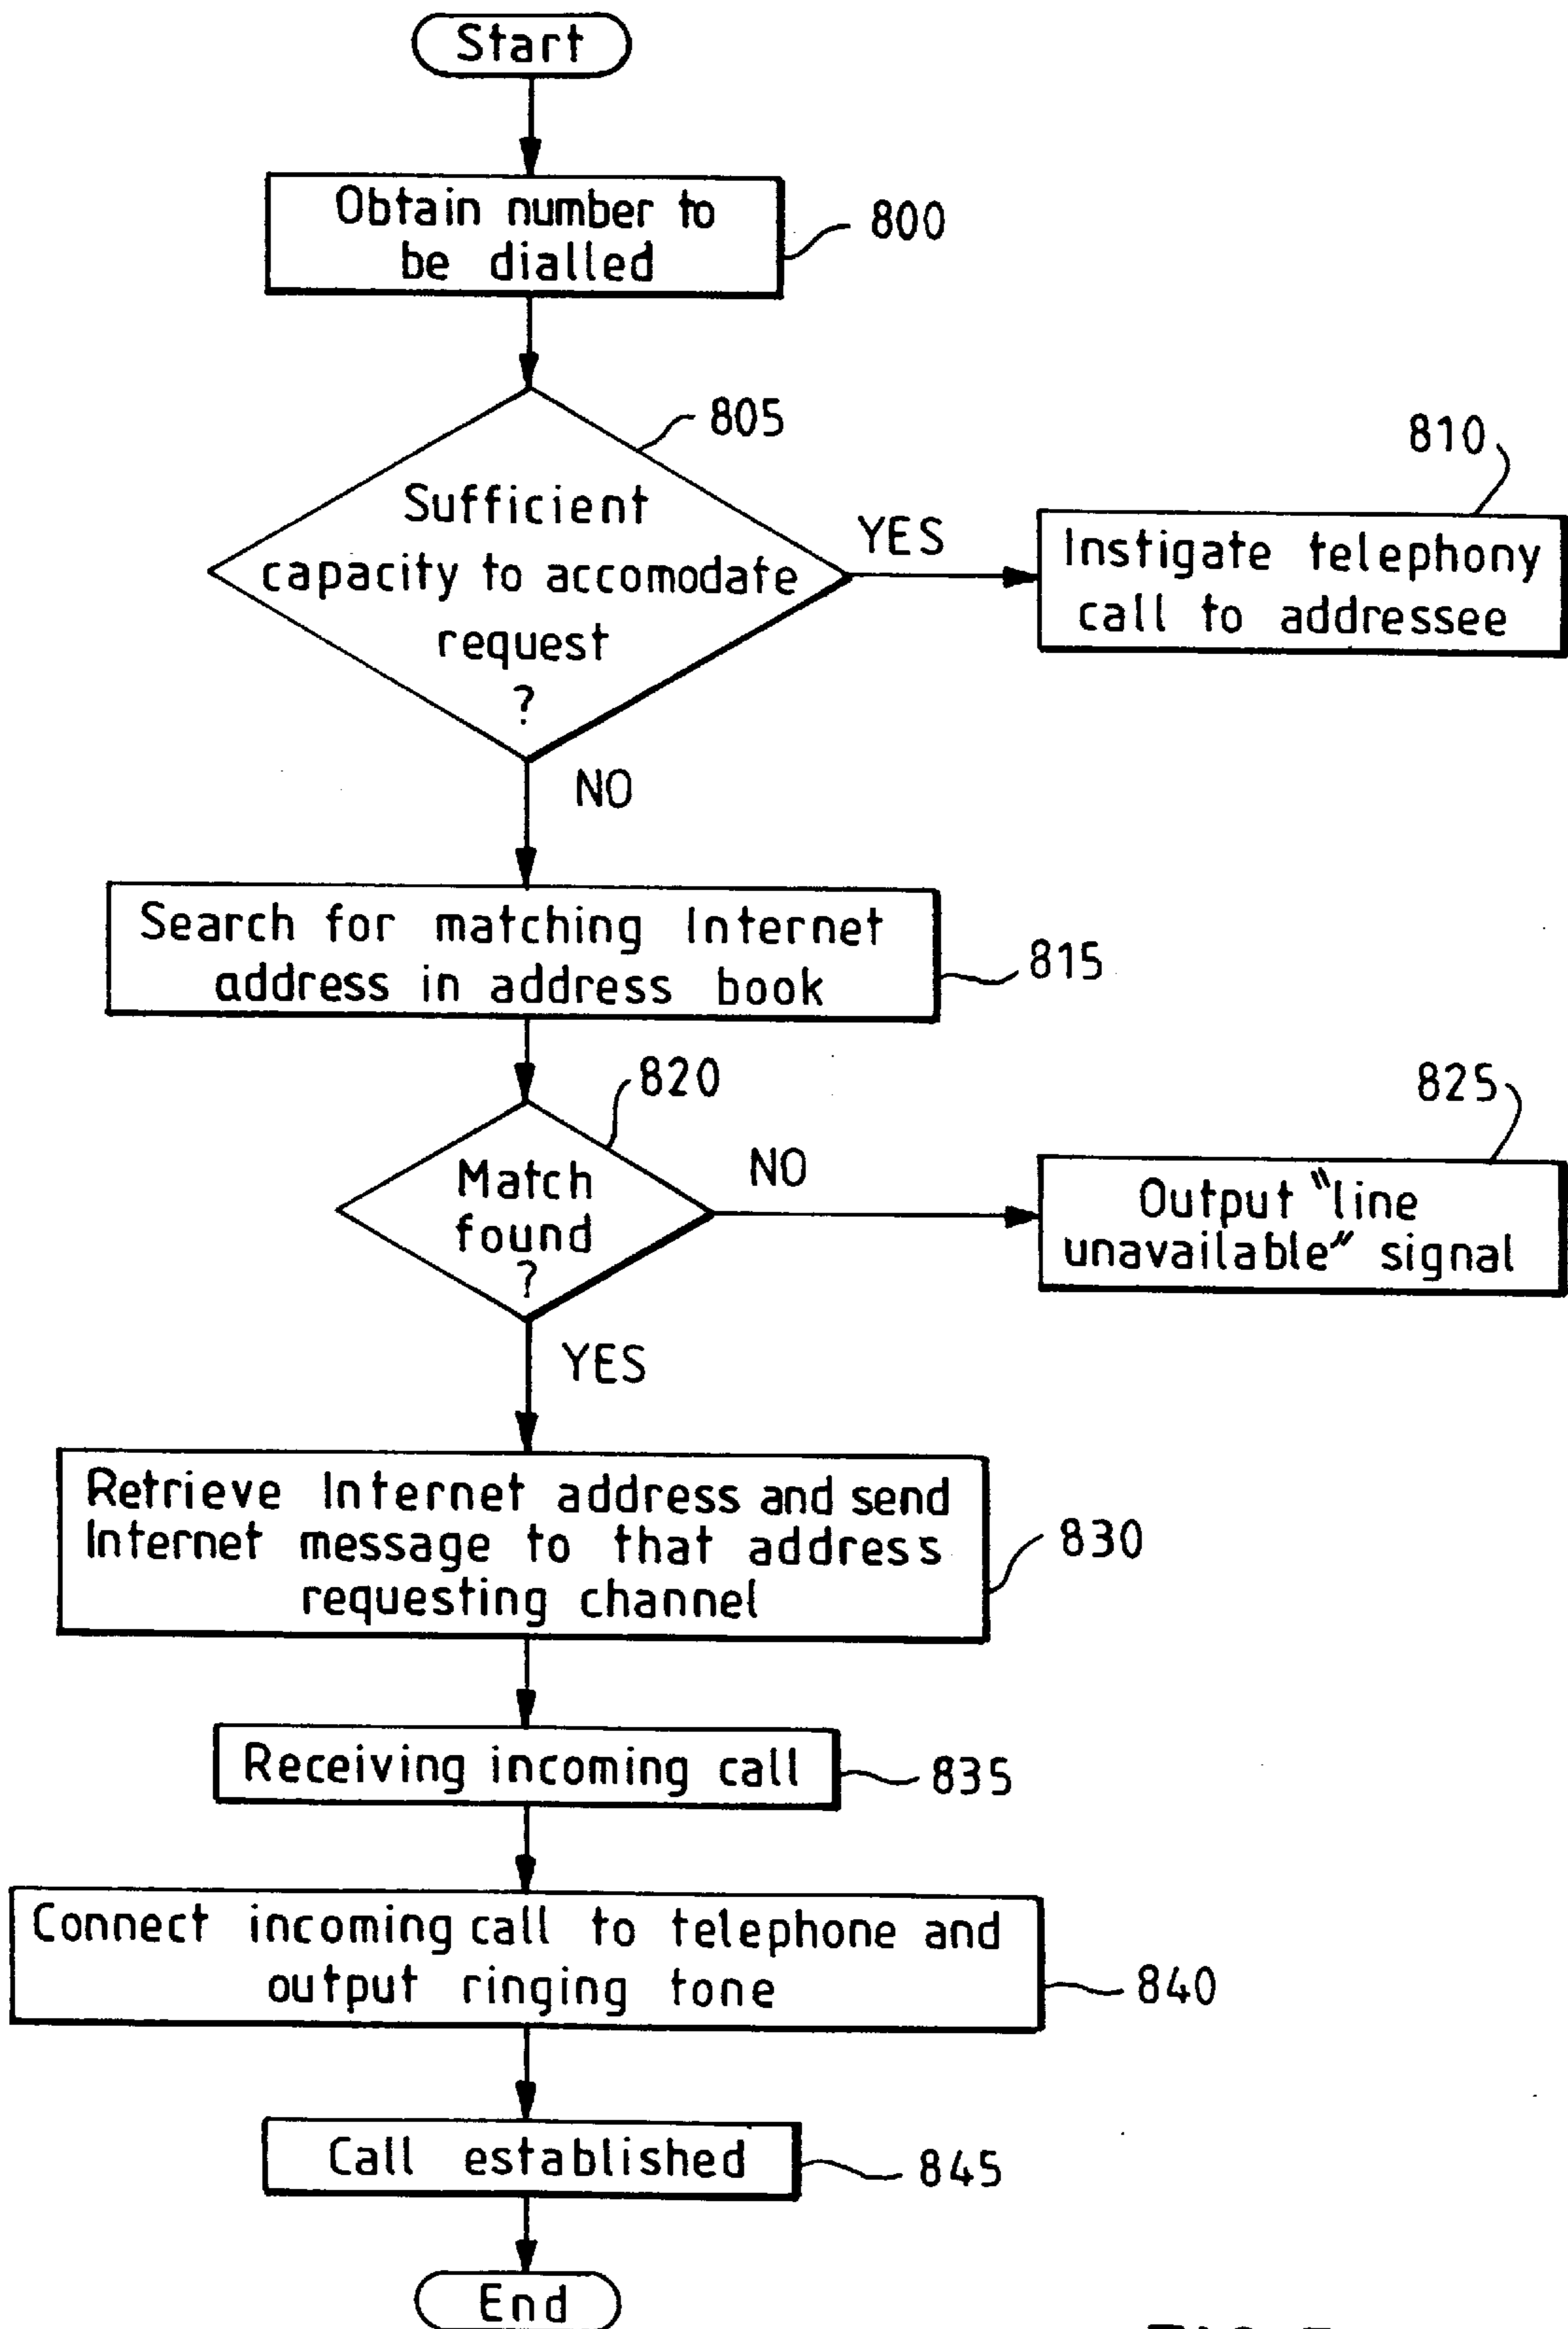 Start
Obtain number to
be dialled
800
805
Sufficient
capacity to accomodate
request
?
YES
810
Instigate telephony
call to addressee
NO
Search for matching Internet
address in address book
815
820
Match
found
?
NO
825
Output "line
unavailable" signal
YES
Retrieve Internet address and send
Internet message to that address
requesting channel
830
Receiving incoming call
835
Connect incoming call to telephone and
output ringing tone
840
Call established
845
End